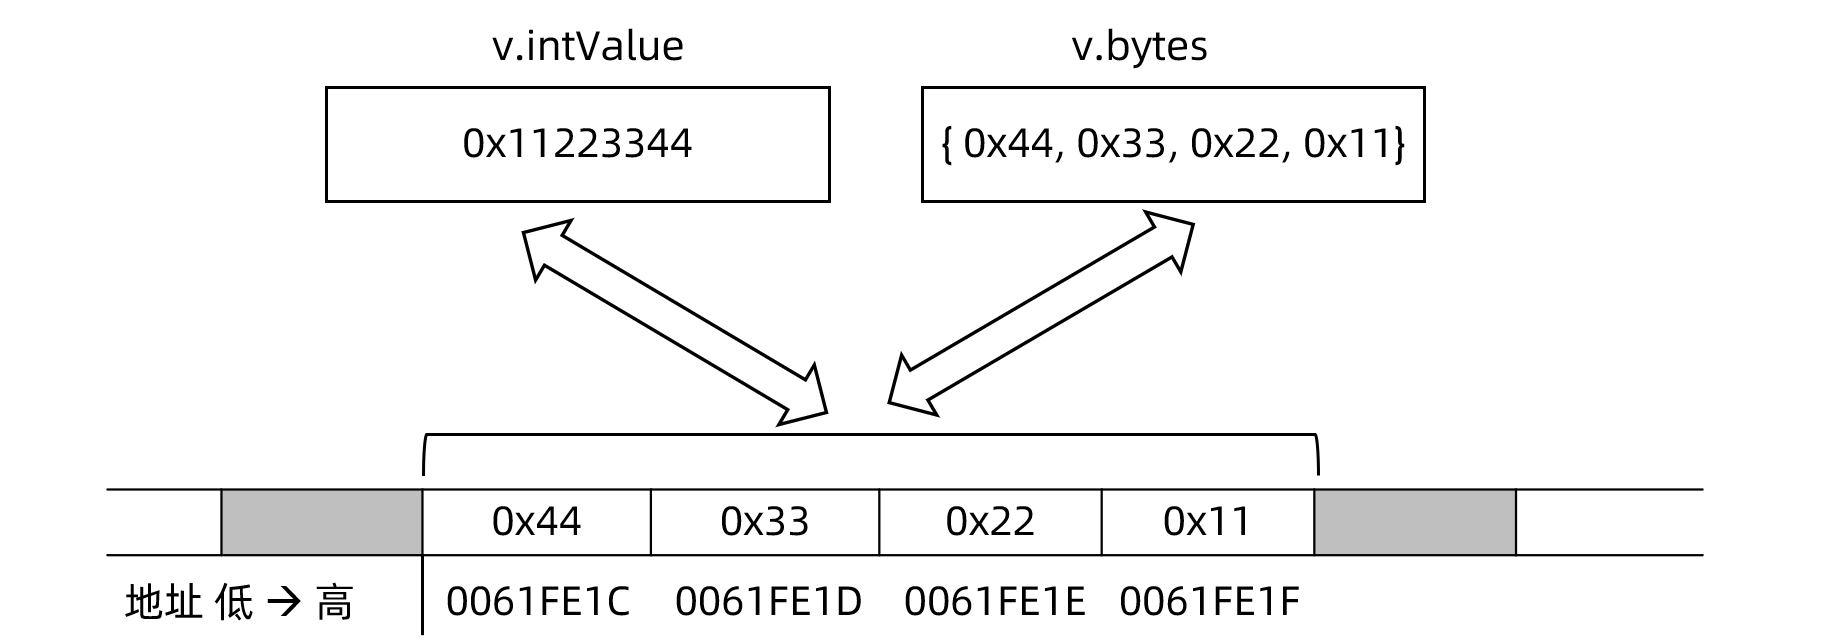 v.intValue v.bytes
0x11223344 { 0x44, 0x33, 0x22, 0x11}
0x44 0x33 0x22 0x11
地址 低 → 高 0061FE1C 0061FE1D 0061FE1E 0061FE1F